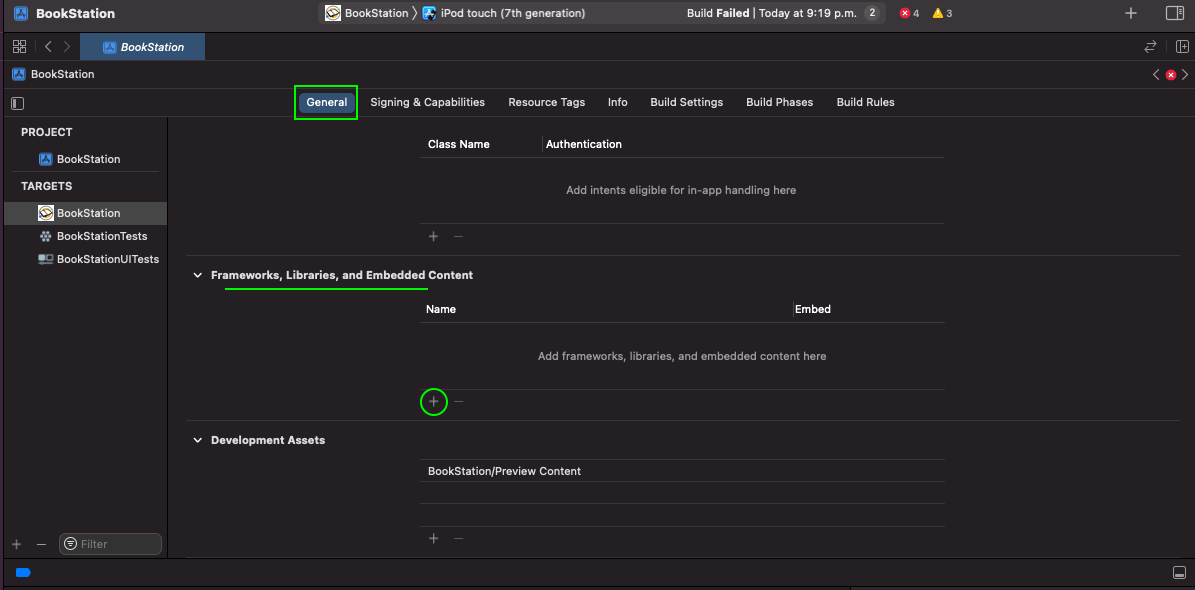 BookStation
BookStation iPod touch (7th generation) Build Failed | Today at 9:19 p.m. 2 4 3
BookStation
BookStation
General Signing & Capabilities Resource Tags Info Build Settings Build Phases Build Rules
PROJECT
BookStation
TARGETS
BookStation
BookStationTests
BookStationUITests
Filter
Class Name Authentication
Add intents eligible for in-app handling here
Frameworks, Libraries, and Embedded Content
Name Embed
Add frameworks, libraries, and embedded content here
Development Assets
BookStation/Preview Content